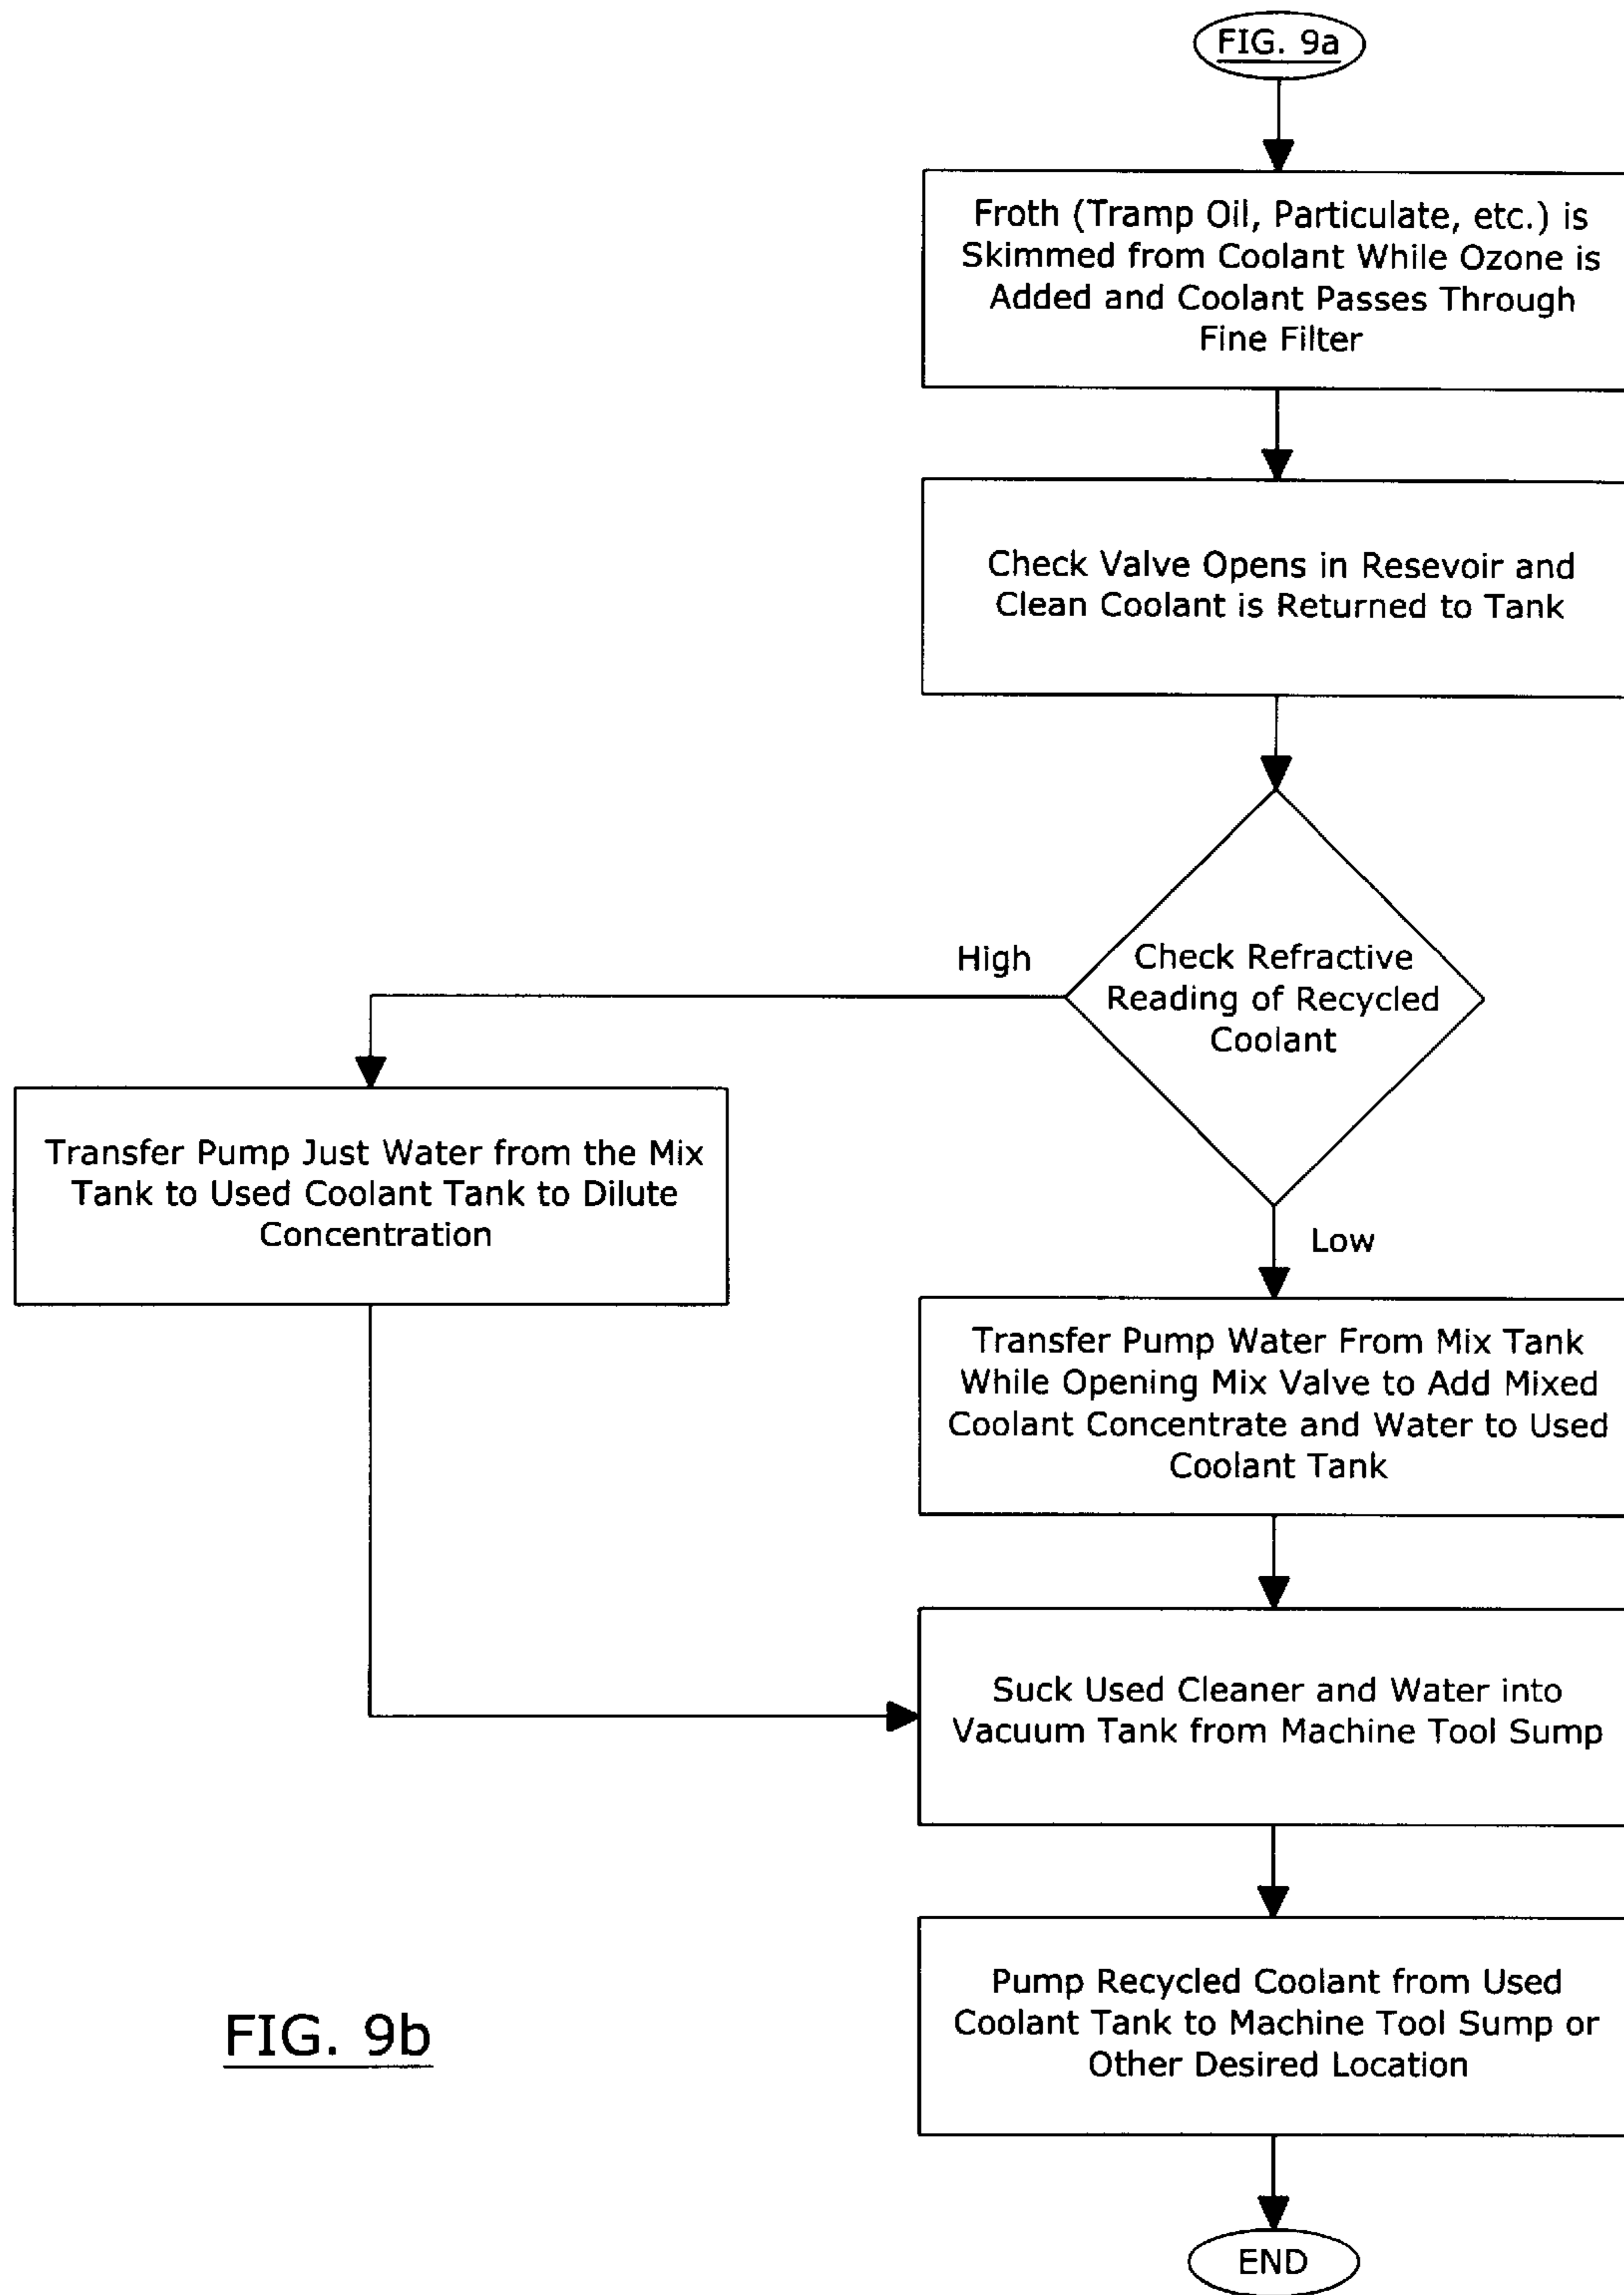 FIG. 9a
Froth (Tramp Oil, Particulate, etc.) is
Skimmed from Coolant While Ozone is
Added and Coolant Passes Through
Fine Filter
Check Valve Opens in Resevoir and
Clean Coolant is Returned to Tank
Check Refractive
Reading of Recycled
Coolant
High
Transfer Pump Just Water from the Mix
Tank to Used Coolant Tank to Dilute
Concentration
Low
Transfer Pump Water From Mix Tank
While Opening Mix Valve to Add Mixed
Coolant Concentrate and Water to Used
Coolant Tank
Suck Used Cleaner and Water into
Vacuum Tank from Machine Tool Sump
Pump Recycled Coolant from Used
Coolant Tank to Machine Tool Sump or
Other Desired Location
END
FIG. 9b